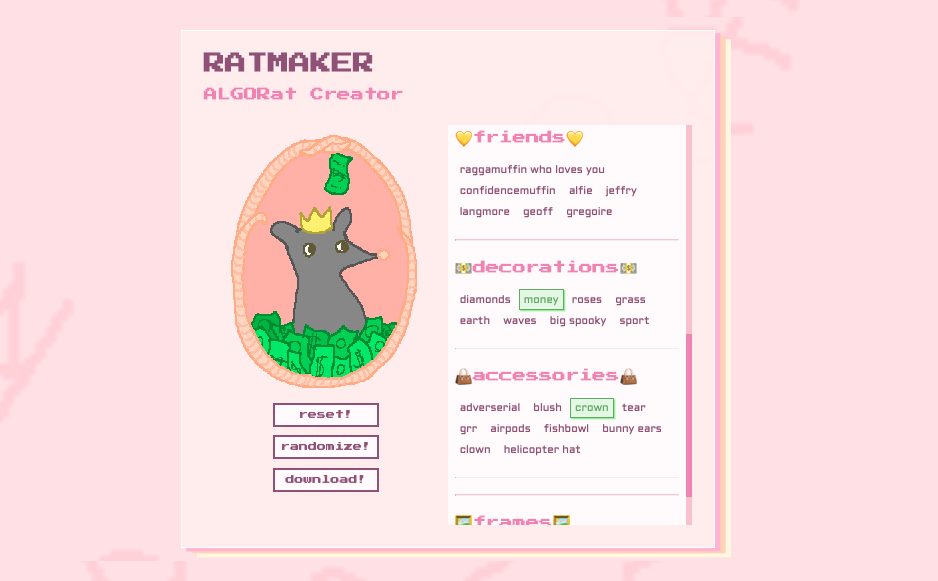 RATMAKER
ALGORat Creator
💛friends💛
raggamuffin who loves you
confidencemuffin alfie jeffry
langmore geoff gregoire
💵decorations💵
diamonds money roses grass
earth waves big spooky sport
👜accessories👜
adverserial blush crown tear
grr airpods fishbowl bunny ears
clown helicopter hat
🖼️frames🖼️
reset!
randomize!
download!